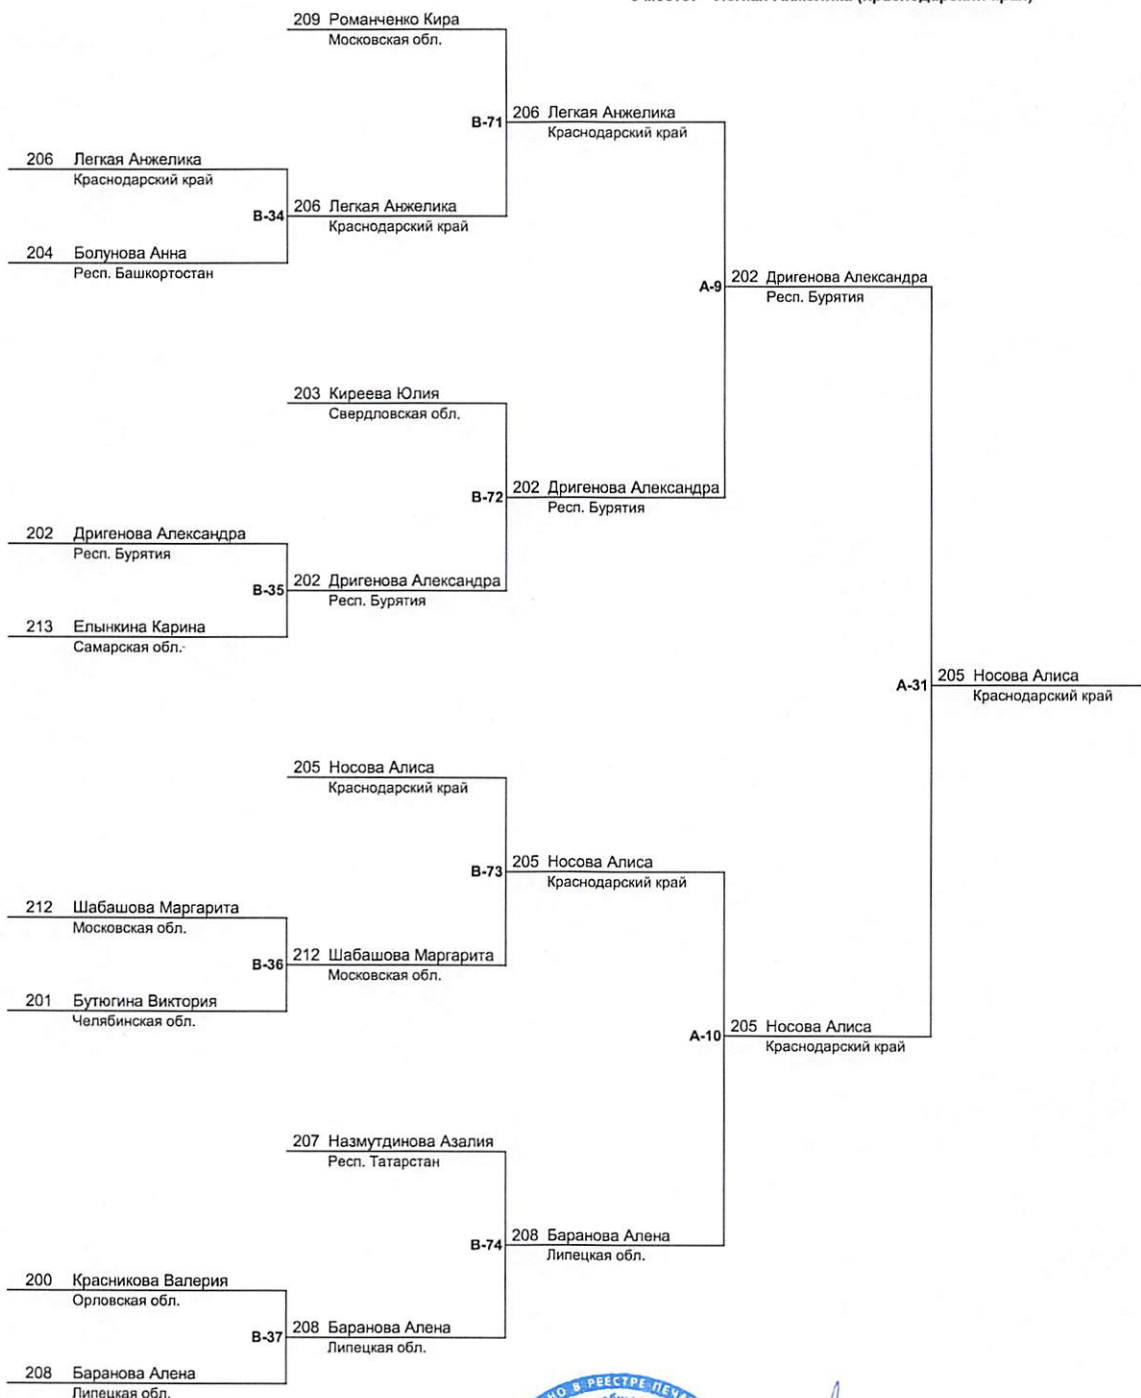 209 Романченко Кира
Московская обл.
В-71
206 Легкая Анжелика
Краснодарский край
206 Легкая Анжелика
Краснодарский край
В-34
206 Легкая Анжелика
Краснодарский край
204 Болунова Анна
Респ. Башкортостан
А-9
202 Дригенова Александра
Респ. Бурятия
203 Киреева Юлия
Свердловская обл.
В-72
202 Дригенова Александра
Респ. Бурятия
202 Дригенова Александра
Респ. Бурятия
В-35
202 Дригенова Александра
Респ. Бурятия
213 Елынкина Карина
Самарская обл.
А-31
205 Носова Алиса
Краснодарский край
205 Носова Алиса
Краснодарский край
В-73
205 Носова Алиса
Краснодарский край
212 Шабашова Маргарита
Московская обл.
В-36
212 Шабашова Маргарита
Московская обл.
201 Бутюгина Виктория
Челябинская обл.
А-10
205 Носова Алиса
Краснодарский край
207 Назмутдинова Азалия
Респ. Татарстан
В-74
208 Баранова Алена
Липецкая обл.
200 Красникова Валерия
Орловская обл.
В-37
208 Баранова Алена
Липецкая обл.
208 Баранова Алена
Липецкая обл.
В РЕЕСТРЕ